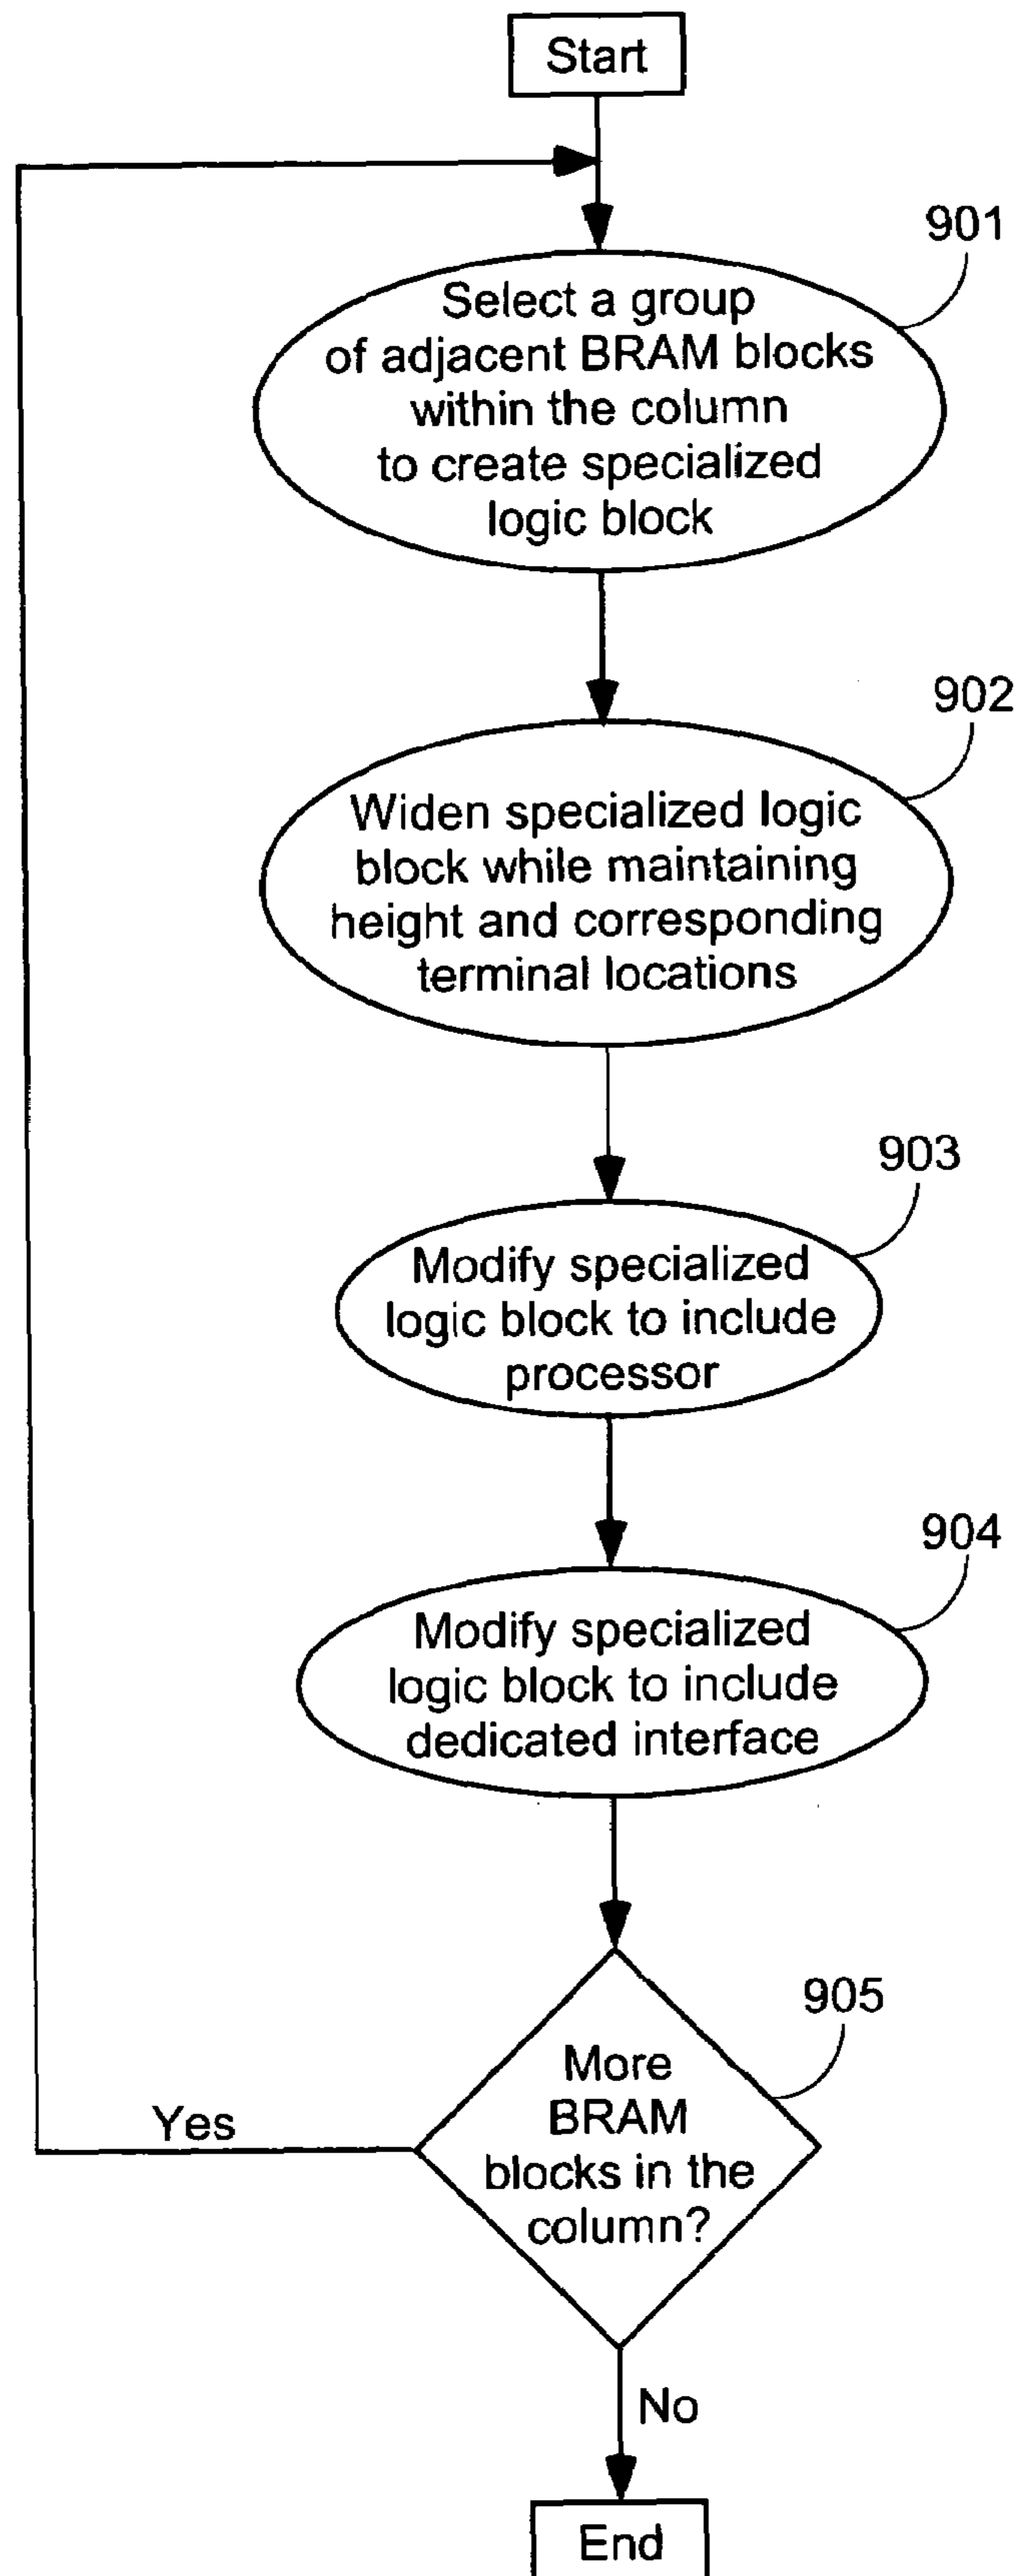 Start
901
Select a group
of adjacent BRAM blocks
within the column
to create specialized
logic block
902
Widen specialized logic
block while maintaining
height and corresponding
terminal locations
903
Modify specialized
logic block to include
processor
904
Modify specialized
logic block to include
dedicated interface
905
More
BRAM
blocks in the
column?
Yes
No
End